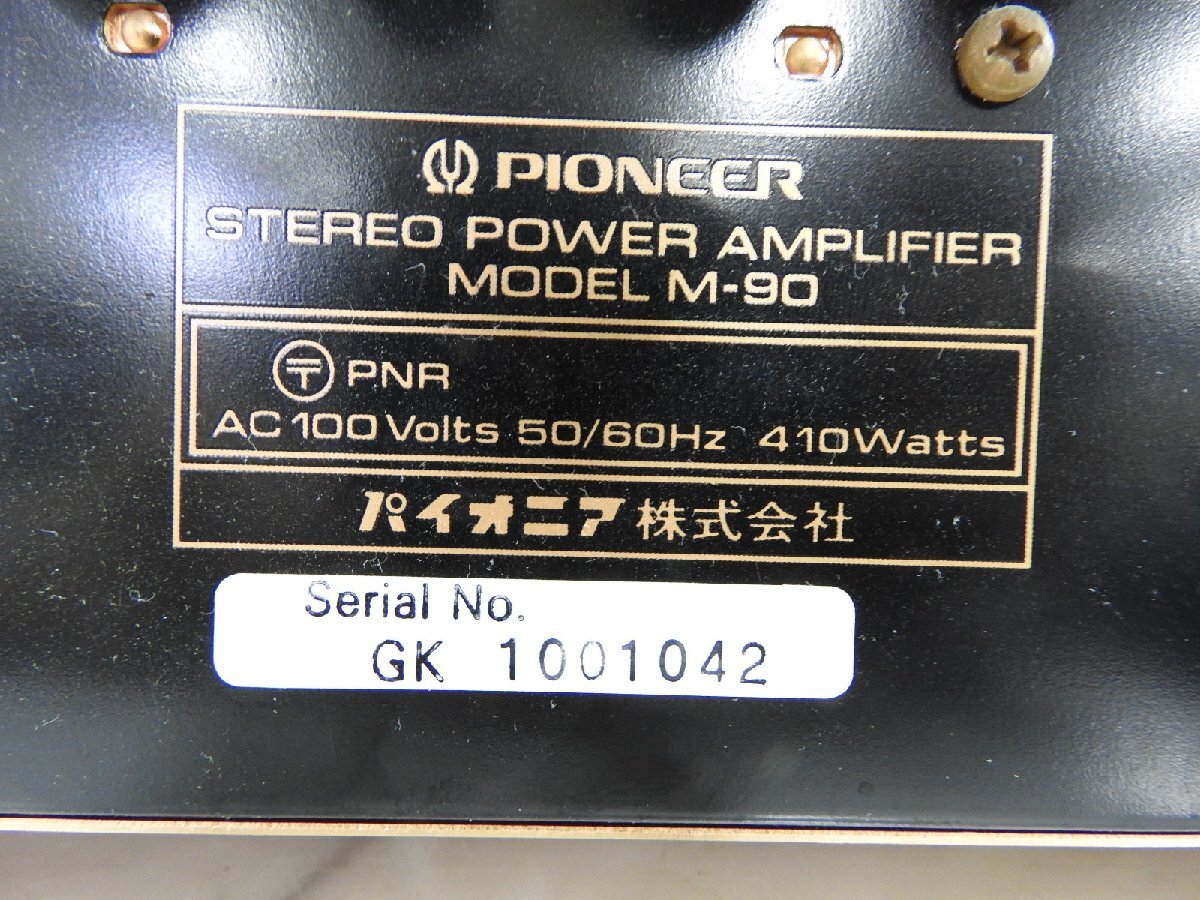 PIONEER
STEREO POWER AMPLIFIER
MODEL M-90
〒 PNR
AC 100 Volts 50/60Hz 410Watts
パイオニア株式会社
Serial No.
GK 1001042